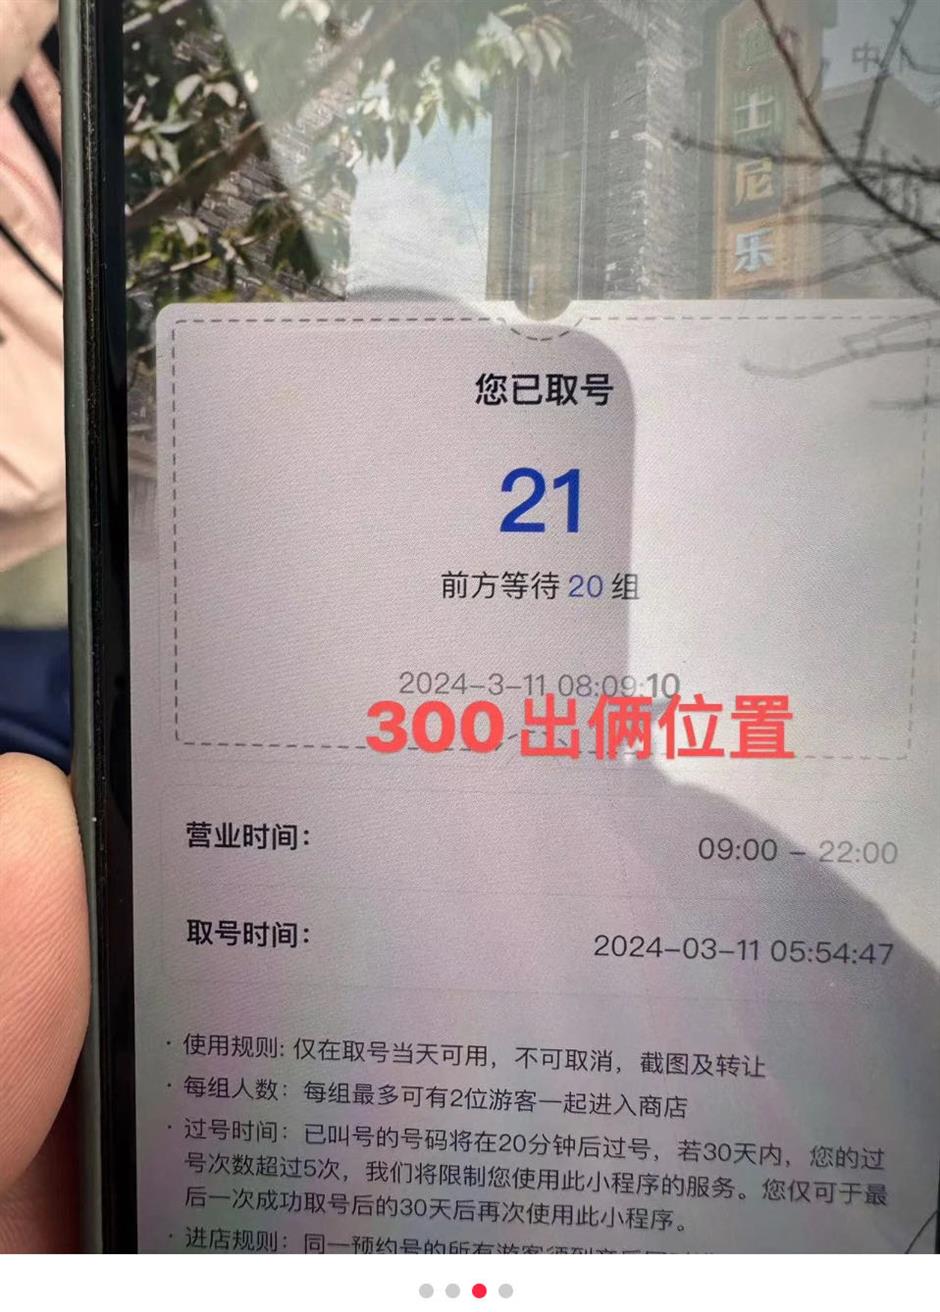 迪士尼乐
中
您已取号
21
前方等待 20 组
2024-3-11 08:09:10
300出俩位置
营业时间：
09:00 - 22:00
取号时间：
2024-03-11 05:54:47
· 使用规则: 仅在取号当天可用，不可取消，截图及转让
· 每组人数：每组最多可有2位游客一起进入商店
· 过号时间：已叫号的号码将在20分钟后过号，若30天内，您的过
号次数超过5次，我们将限制您使用此小程序的服务。您仅可于最
后一次成功取号后的30天后再次使用此小程序。
· 进店规则：同一预约号的所有游客须到商店